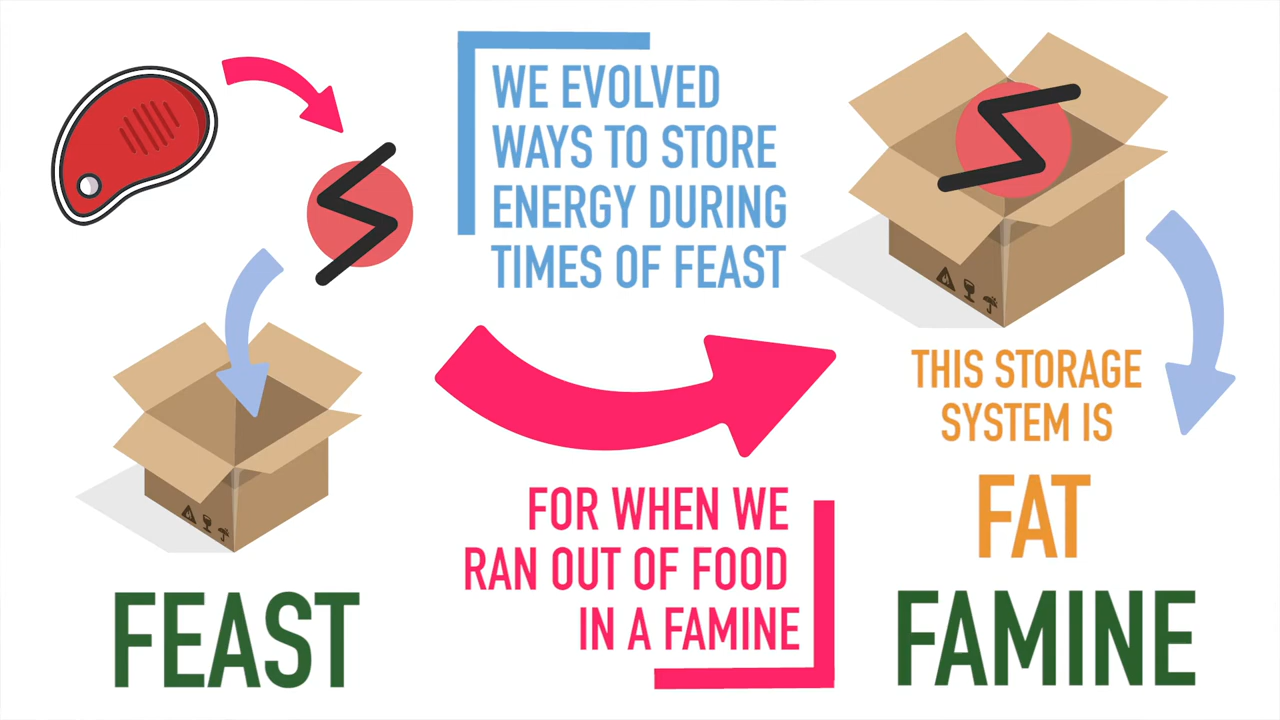 WE EVOLVED
WAYS TO STORE
ENERGY DURING
TIMES OF FEAST
FOR WHEN WE
RAN OUT OF FOOD
IN A FAMINE
THIS STORAGE
SYSTEM IS
FAT
FEAST
FAMINE